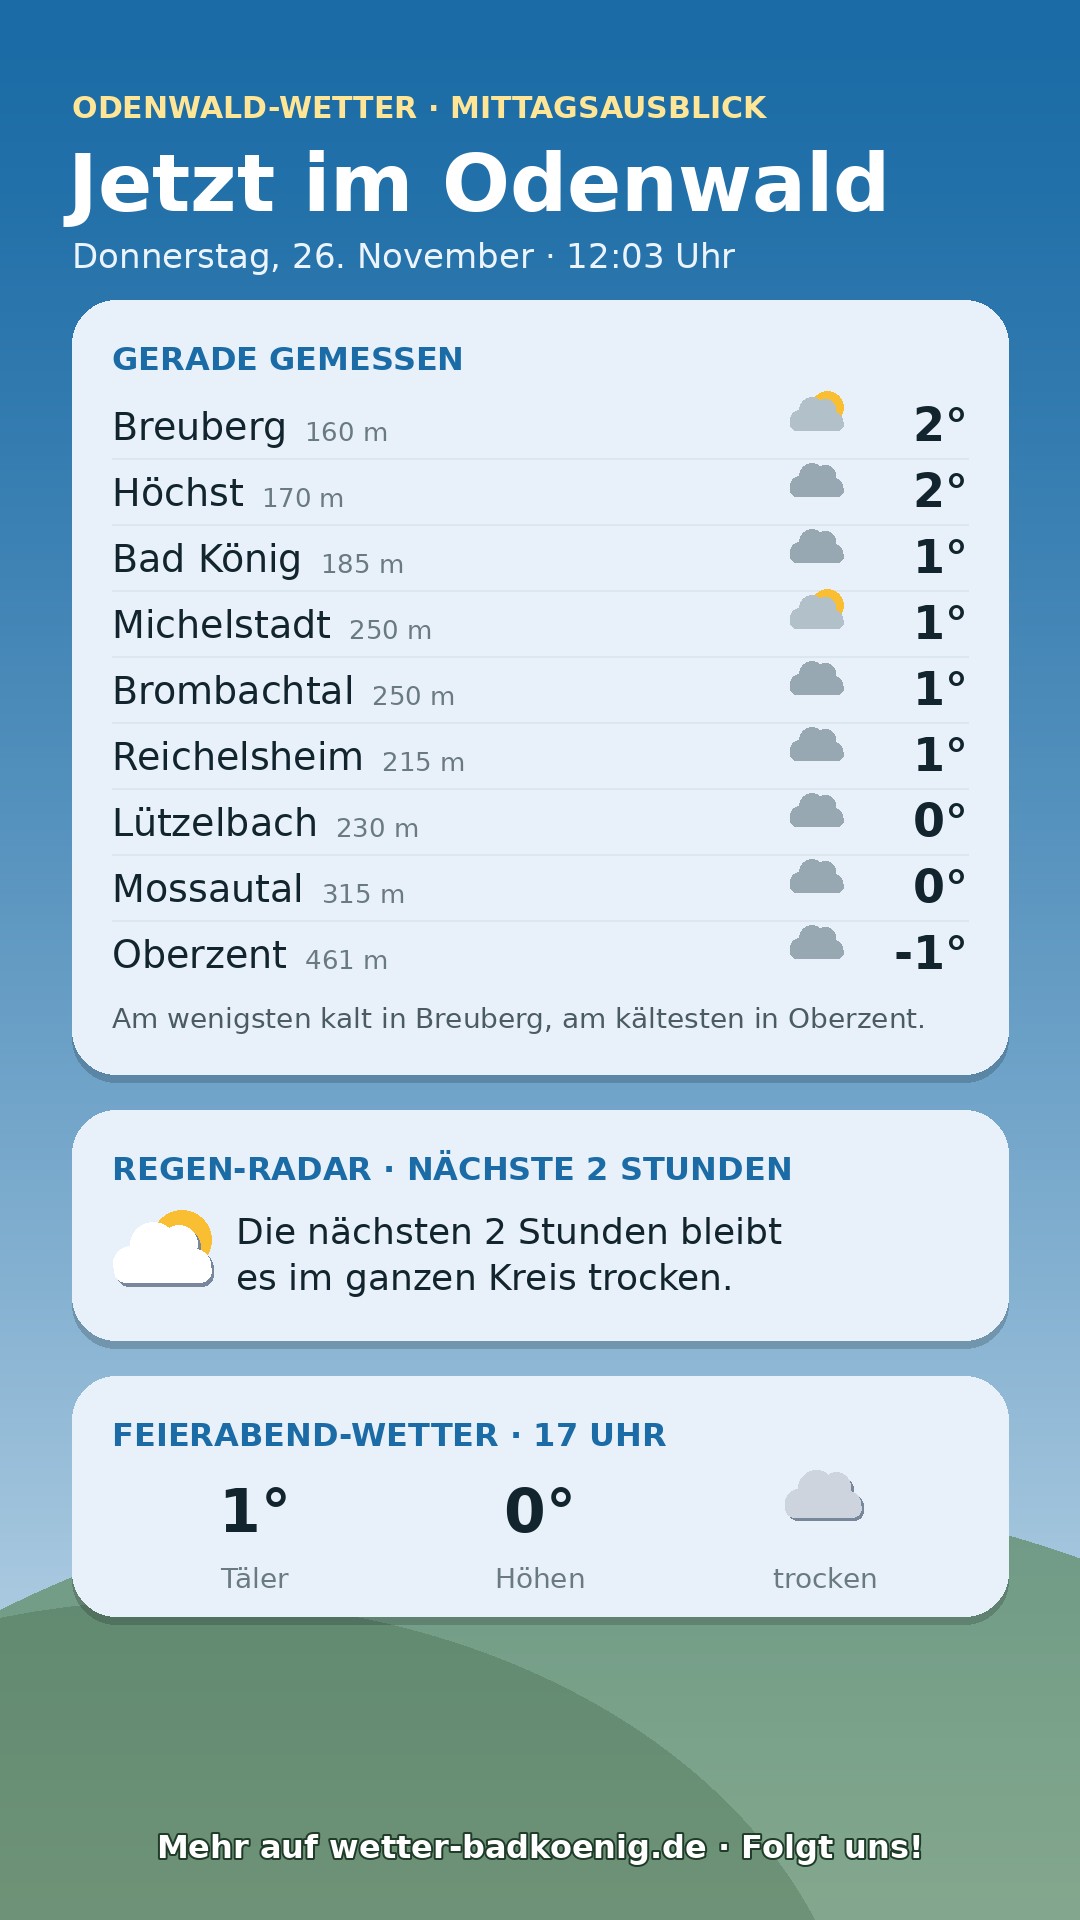 ODENWALD-WETTER · MITTAGSAUSBLICK
Jetzt im Odenwald
Donnerstag, 26. November · 12:03 Uhr
GERADE GEMESSEN
Breuberg 160 m 2°
Höchst 170 m 2°
Bad König 185 m 1°
Michelstadt 250 m 1°
Brombachtal 250 m 1°
Reichelsheim 215 m 1°
Lützelbach 230 m 0°
Mossautal 315 m 0°
Oberzent 461 m -1°
Am wenigsten kalt in Breuberg, am kältesten in Oberzent.
REGEN-RADAR · NÄCHSTE 2 STUNDEN
Die nächsten 2 Stunden bleibt
es im ganzen Kreis trocken.
FEIERABEND-WETTER · 17 UHR
1° 0°
Täler Höhen trocken
Mehr auf wetter-badkoenig.de · Folgt uns!